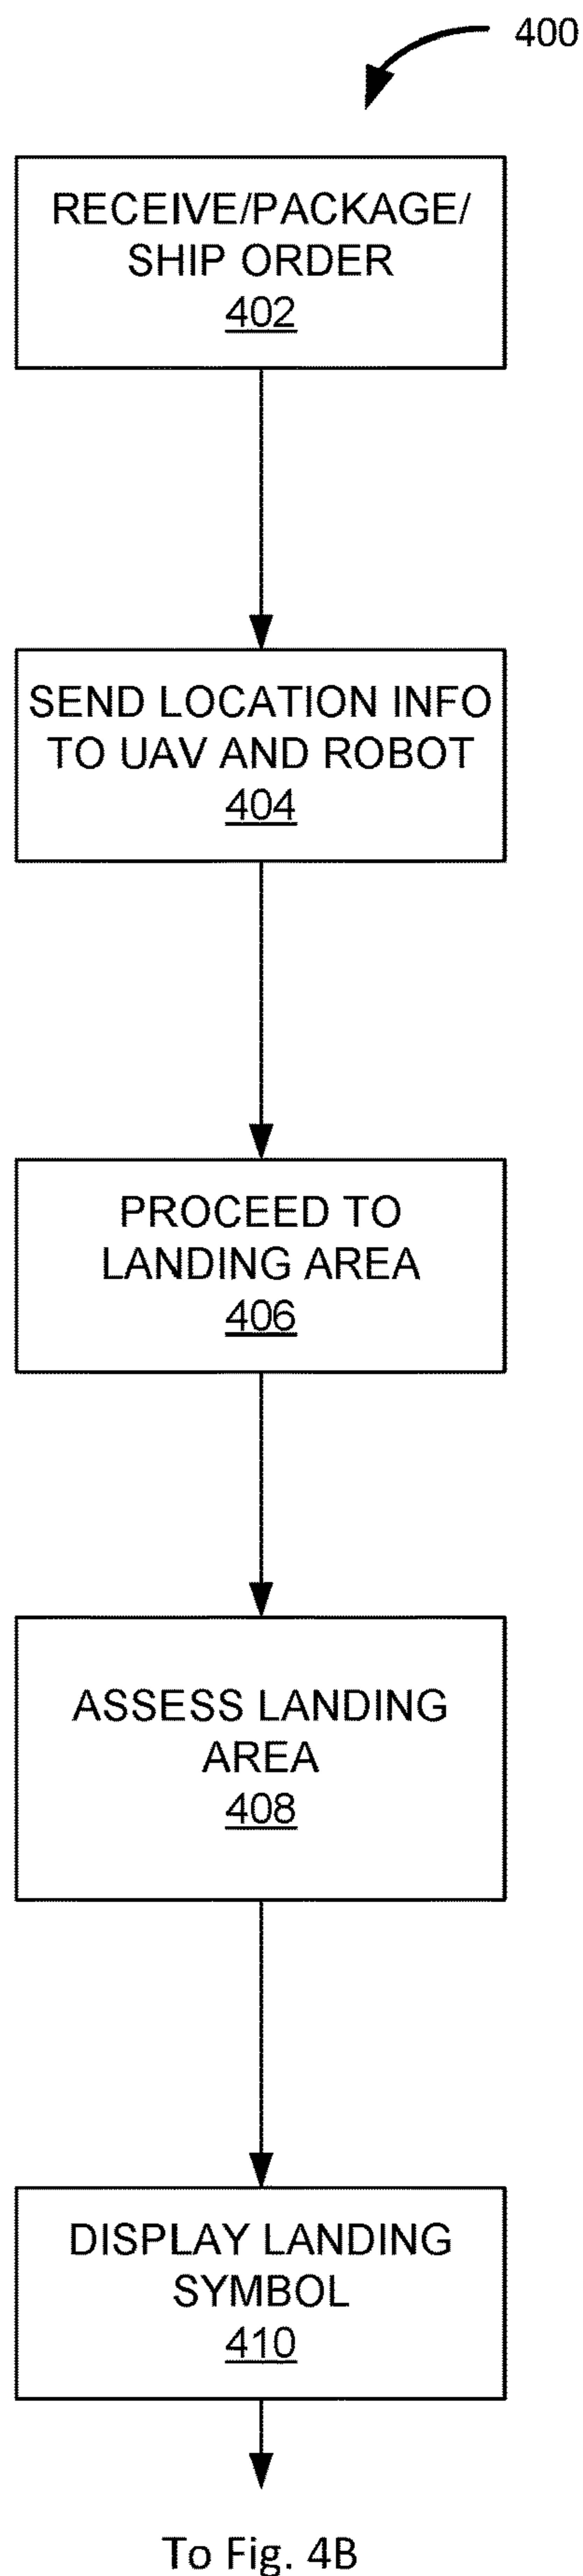 400
RECEIVE/PACKAGE/
SHIP ORDER
402
SEND LOCATION INFO
TO UAV AND ROBOT
404
PROCEED TO
LANDING AREA
406
ASSESS LANDING
AREA
408
DISPLAY LANDING
SYMBOL
410
To Fig. 4B